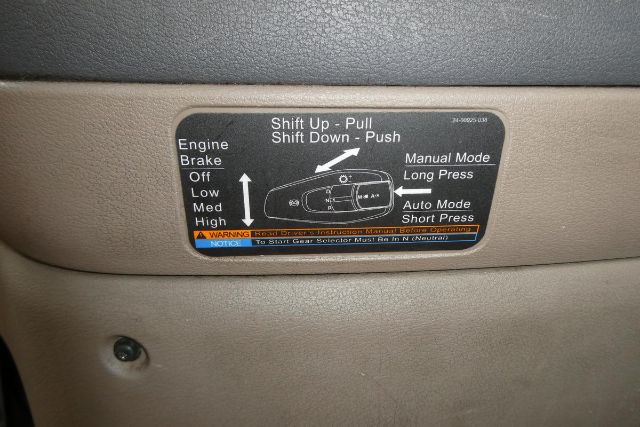 Shift Up - Pull
Shift Down - Push
Engine
Brake
Off
Low
Med
High
Manual Mode
Long Press
Auto Mode
Short Press
WARNING Read Driver's Instruction Manual Before Operating
NOTICE To Start Gear Selector Must Be In N (Neutral)